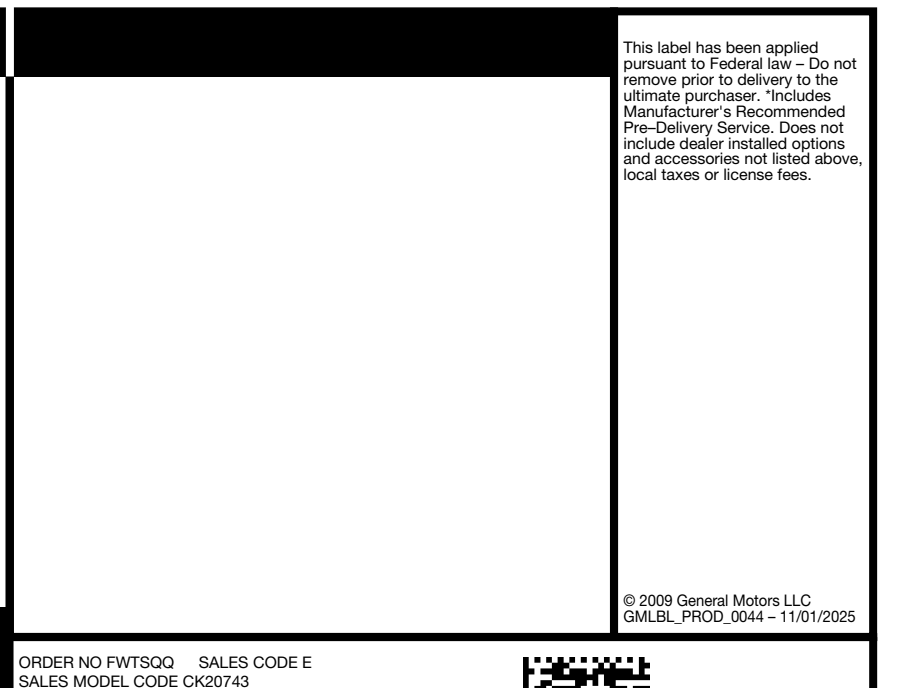 This label has been applied
pursuant to Federal law – Do not
remove prior to delivery to the
ultimate purchaser. *Includes
Manufacturer's Recommended
Pre–Delivery Service. Does not
include dealer installed options
and accessories not listed above,
local taxes or license fees.
© 2009 General Motors LLC
GMLBL_PROD_0044 – 11/01/2025
ORDER NO FWTSQQ SALES CODE E
SALES MODEL CODE CK20743